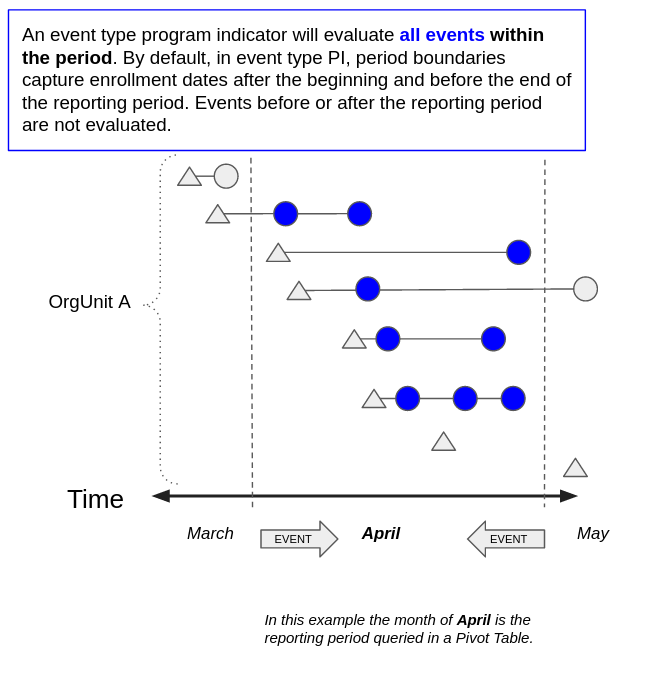 An event type program indicator will evaluate all events within
the period. By default, in event type PI, period boundaries
capture enrollment dates after the beginning and before the end of
the reporting period. Events before or after the reporting period
are not evaluated.
OrgUnit A
Time
March
EVENT
April
EVENT
May
In this example the month of April is the
reporting period queried in a Pivot Table.